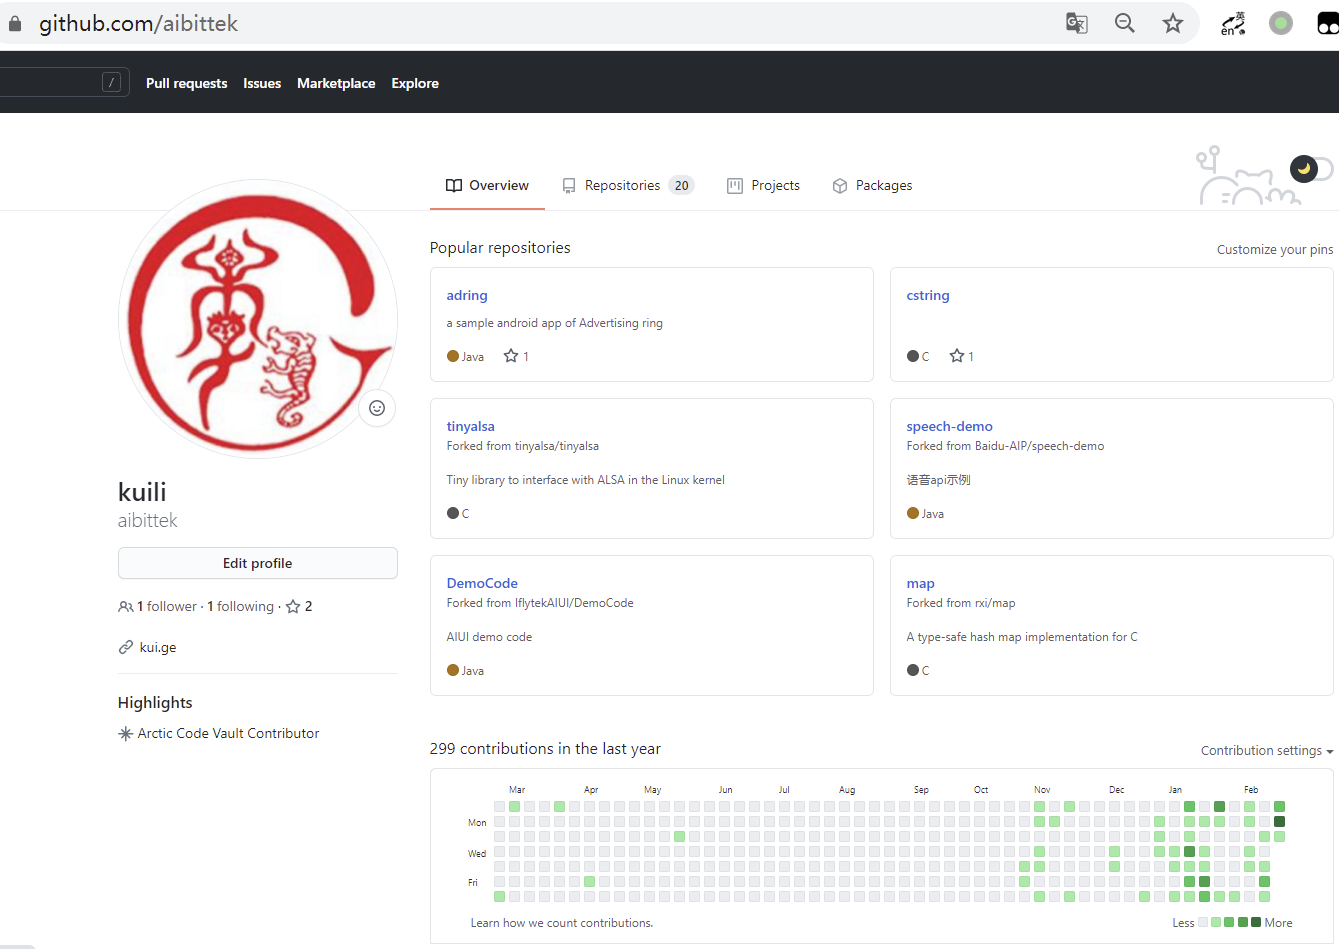 github.com/aibittek
英
en
/
Pull requests Issues Marketplace Explore
Overview Repositories 20 Projects Packages
Popular repositories
Customize your pins
adring
a sample android app of Advertising ring
Java 1
cstring
C 1
tinyalsa
Forked from tinyalsa/tinyalsa
Tiny library to interface with ALSA in the Linux kernel
C
speech-demo
Forked from Baidu-AIP/speech-demo
语音api示例
Java
DemoCode
Forked from IflytekAIUI/DemoCode
AIUI demo code
Java
map
Forked from rxi/map
A type-safe hash map implementation for C
C
kuili
aibittek
Edit profile
1 follower · 1 following · 2
kui.ge
Highlights
Arctic Code Vault Contributor
299 contributions in the last year
Contribution settings
Mar Apr May Jun Jul Aug Sep Oct Nov Dec Jan Feb
Mon
Wed
Fri
Learn how we count contributions.
Less More